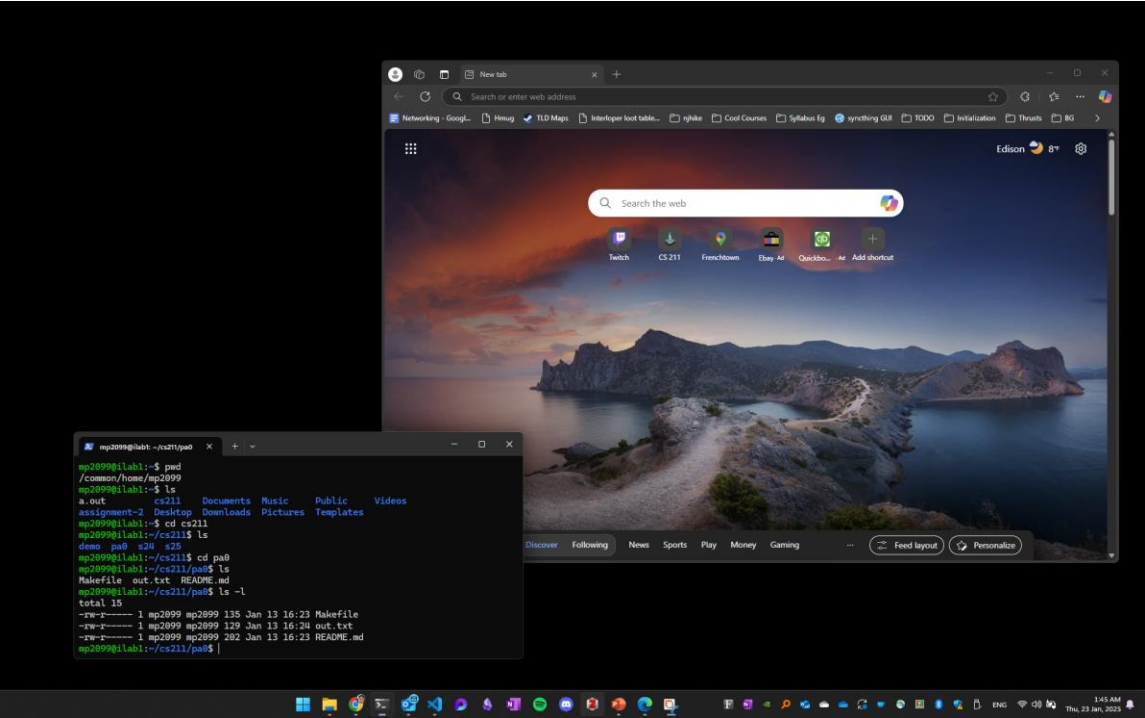 New tab
Search or enter web address
Networking - Googl... Hmug TLD Maps Interloper loot table... njhike Cool Courses Syllabus Eg syncthing GUI TODO Initialization Thrusts BG
Edison 8°F
Search the web
Twitch CS 211 Frenchtown Ebay · Ad Quickbo... · Ad Add shortcut
Discover Following News Sports Play Money Gaming ... Feed layout Personalize
mp2099@ilab1: ~/cs211/pa0
mp2099@ilab1:~$ pwd
/common/home/mp2099
mp2099@ilab1:~$ ls
a.out cs211 Documents Music Public Videos
assignment-2 Desktop Downloads Pictures Templates
mp2099@ilab1:~$ cd cs211
mp2099@ilab1:~/cs211$ ls
demo pa0 s24 s25
mp2099@ilab1:~/cs211$ cd pa0
mp2099@ilab1:~/cs211/pa0$ ls
Makefile out.txt README.md
mp2099@ilab1:~/cs211/pa0$ ls -l
total 15
-rw-r----- 1 mp2099 mp2099 135 Jan 13 16:23 Makefile
-rw-r----- 1 mp2099 mp2099 129 Jan 13 16:24 out.txt
-rw-r----- 1 mp2099 mp2099 202 Jan 13 16:23 README.md
mp2099@ilab1:~/cs211/pa0$
ENG
1:45 AM
Thu, 23 Jan, 2025